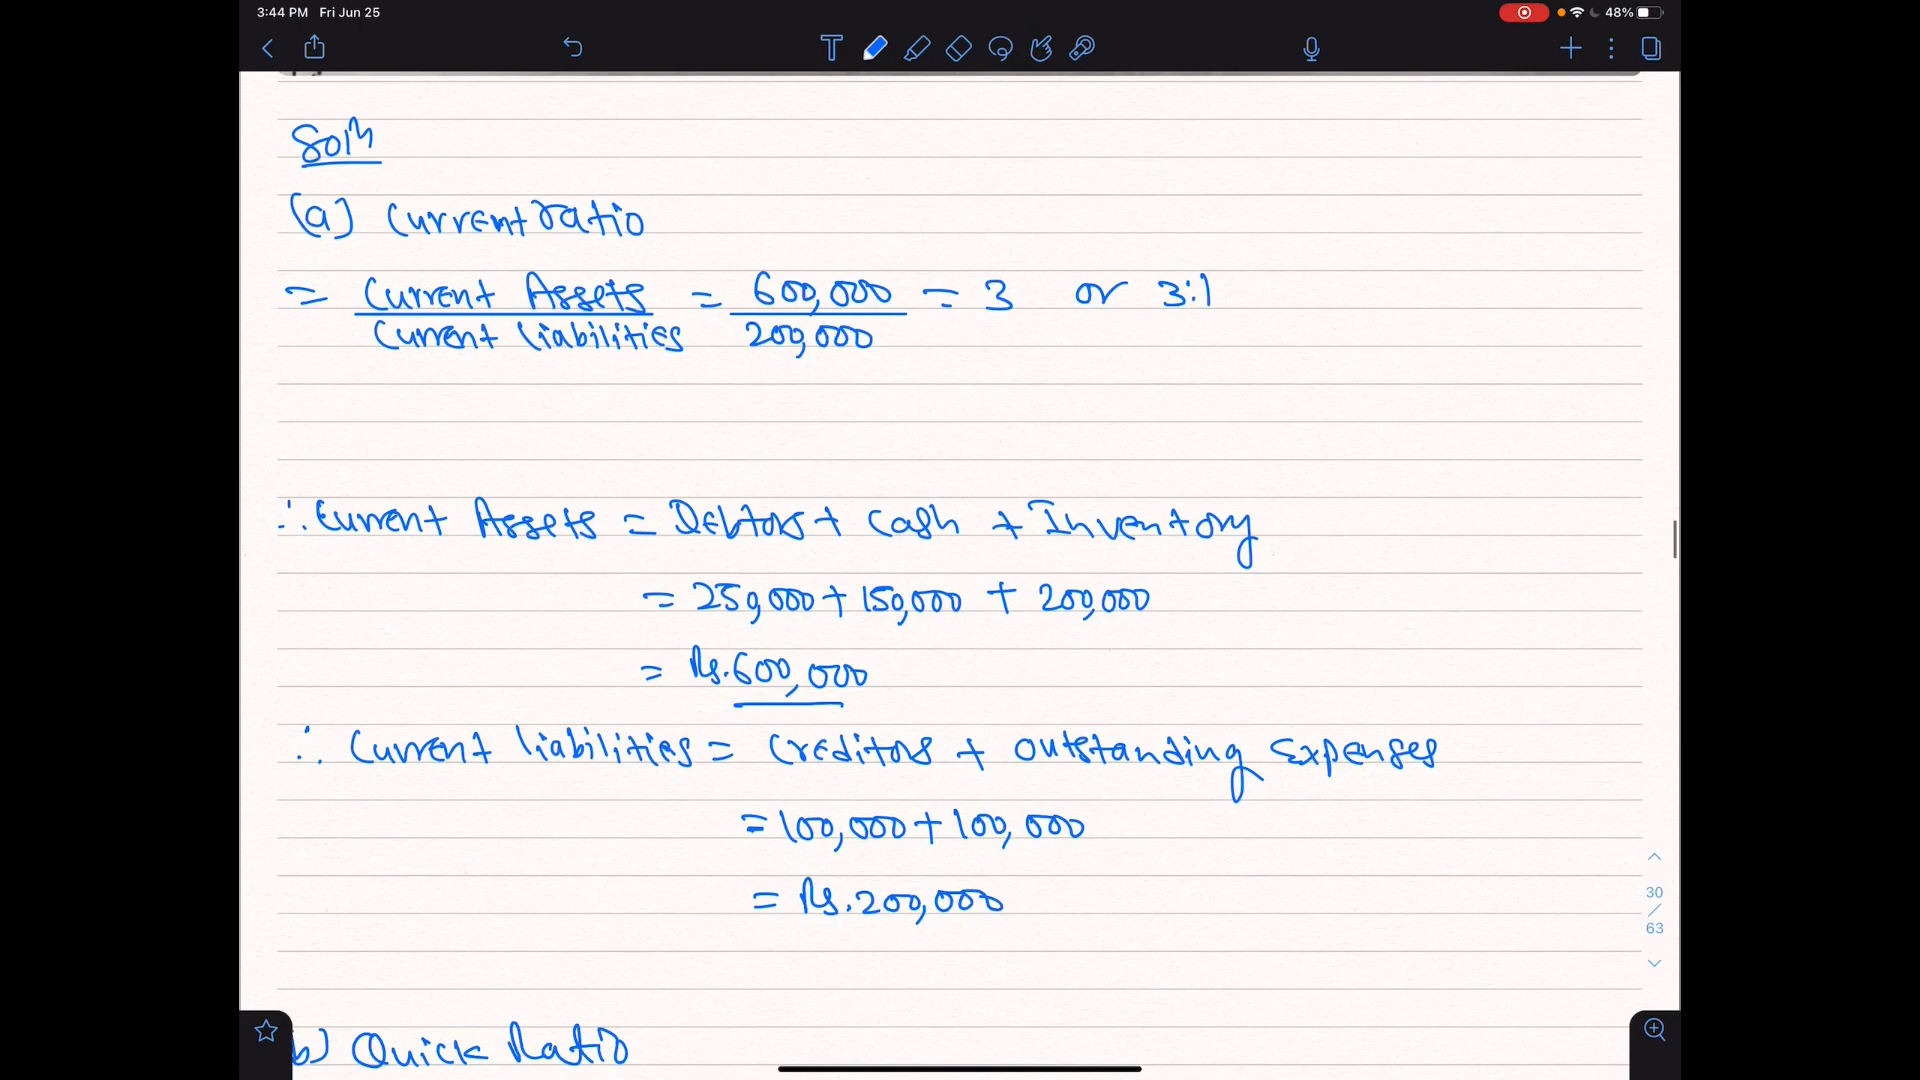 3:44 PM Fri Jun 25 48%
Soln
(a) Current ratio
= Current Assets / Current liabilities = 600,000 / 200,000 = 3 or 3:1
∴ Current Assets = Debtors + Cash + Inventory
= 250,000 + 150,000 + 200,000
= Rs. 600,000
∴ Current liabilities = Creditors + Outstanding Expenses
= 100,000 + 100,000
= Rs. 200,000
30 / 63
b) Quick Ratio